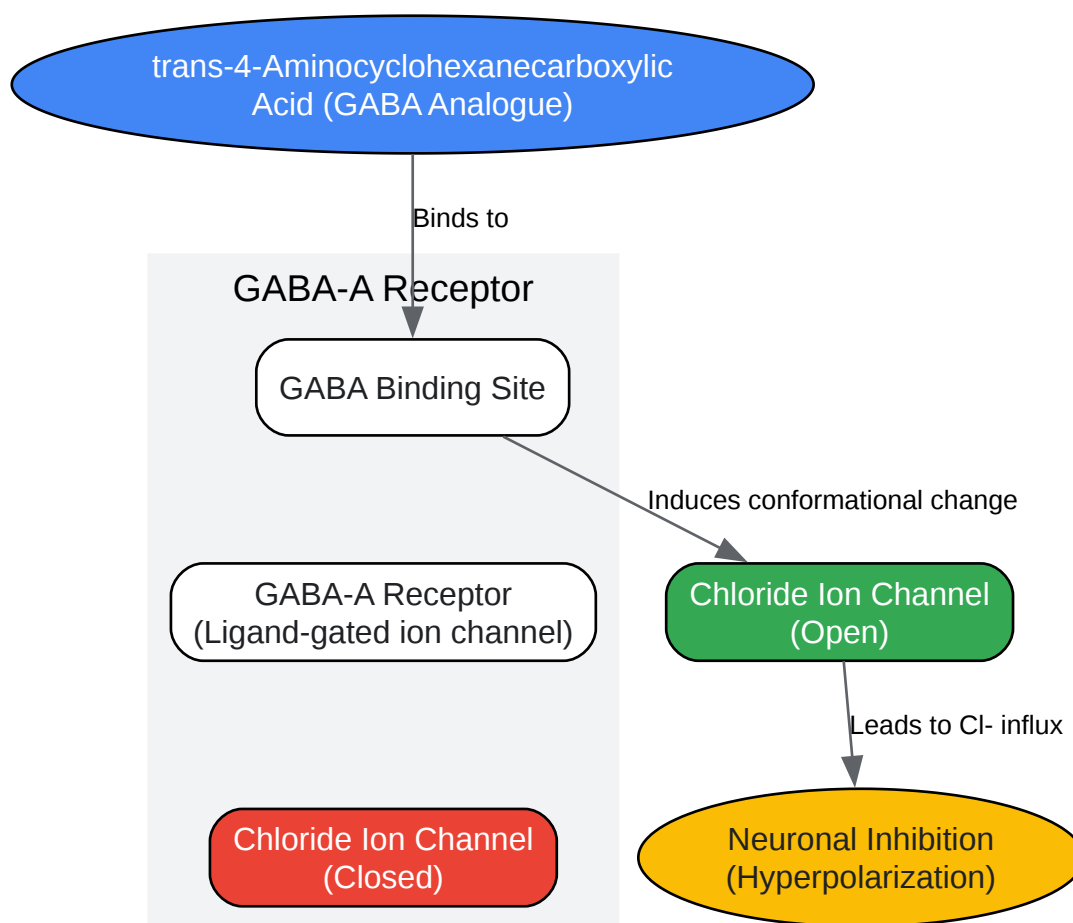 trans-4-Aminocyclohexanecarboxylic
Acid (GABA Analogue)
Binds to
GABA-A Receptor
GABA Binding Site
Induces conformational change
GABA-A Receptor
(Ligand-gated ion channel)
Chloride Ion Channel
(Open)
Leads to Cl- influx
Chloride Ion Channel
(Closed)
Neuronal Inhibition
(Hyperpolarization)